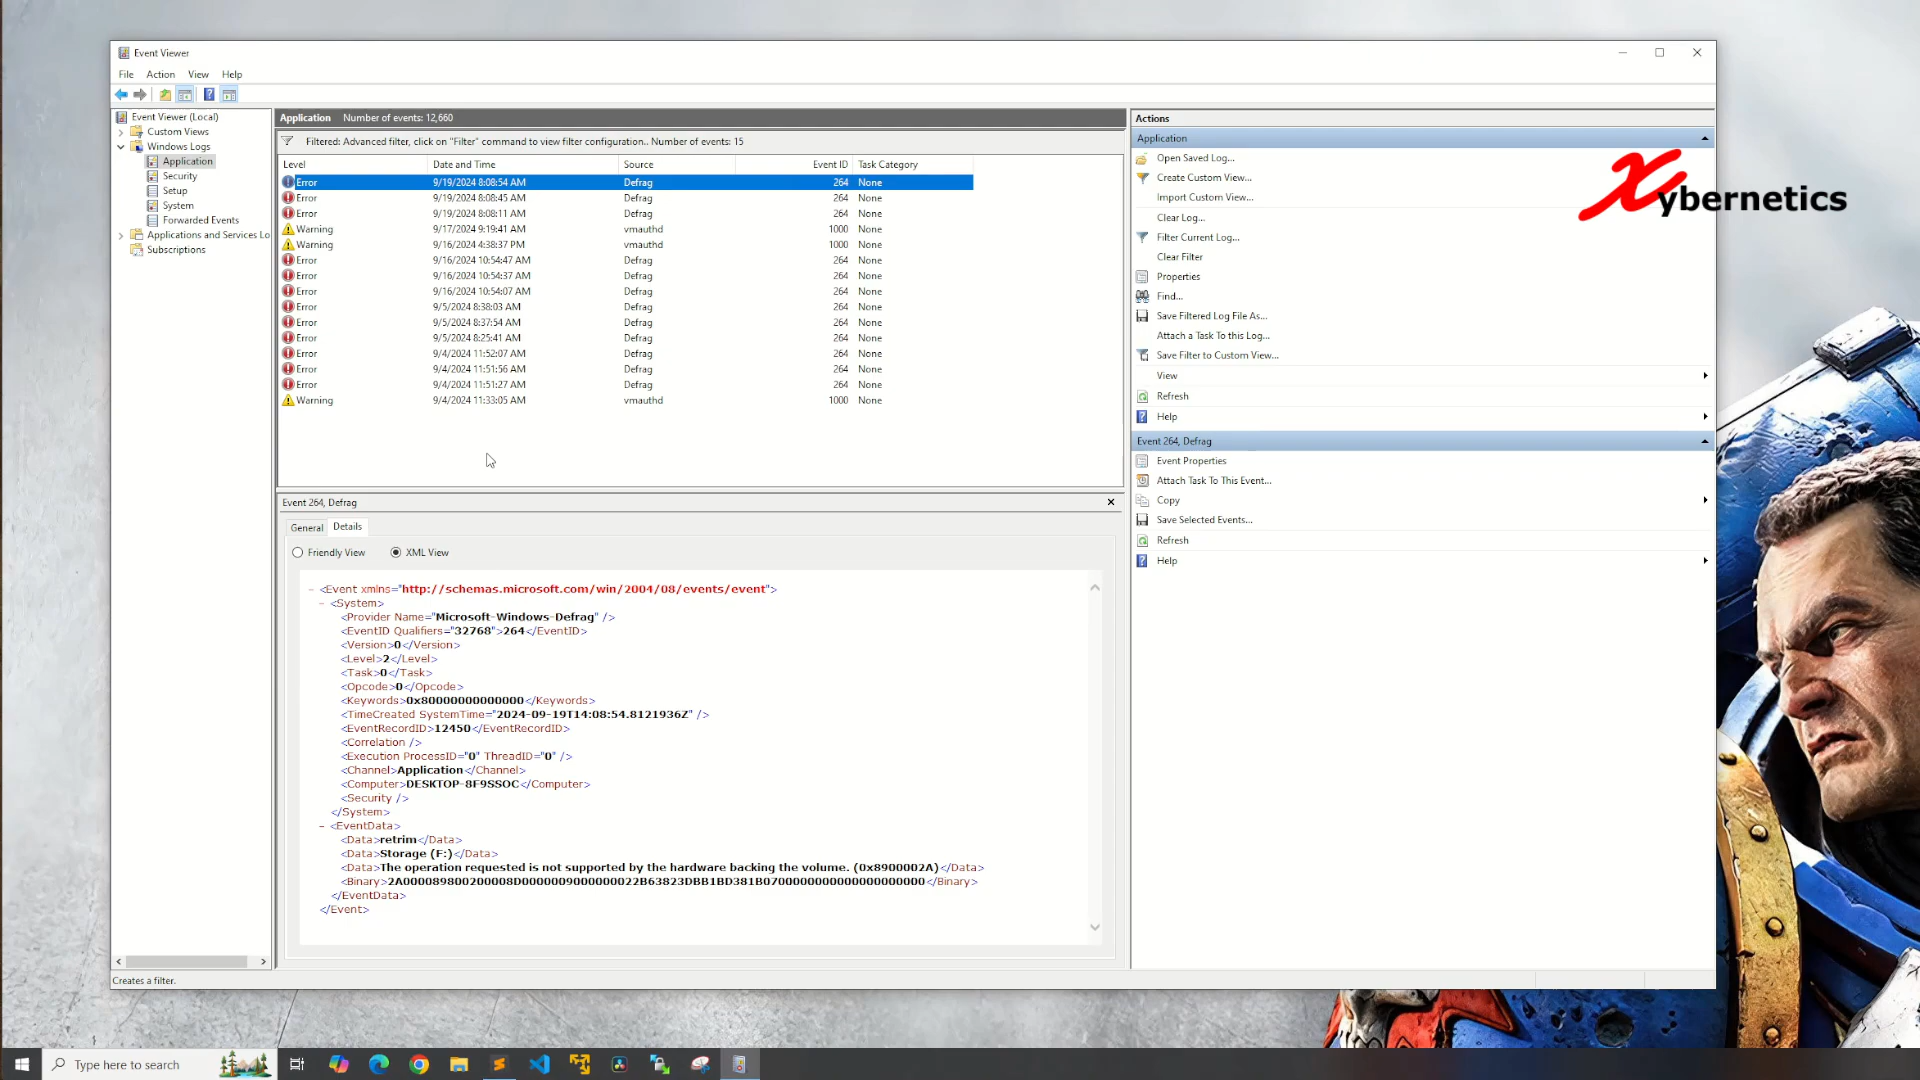 Event Viewer
File Action View Help
Event Viewer (Local)
Custom Views
Windows Logs
Application
Security
Setup
System
Forwarded Events
Applications and Services Lo
Subscriptions
Application Number of events: 12,660
Filtered: Advanced filter, click on "Filter" command to view filter configuration.. Number of events: 15
Level Date and Time Source Event ID Task Category
Error 9/19/2024 8:08:54 AM Defrag 264 None
Error 9/19/2024 8:08:45 AM Defrag 264 None
Error 9/19/2024 8:08:11 AM Defrag 264 None
Warning 9/17/2024 9:19:41 AM vmauthd 1000 None
Warning 9/16/2024 4:38:37 PM vmauthd 1000 None
Error 9/16/2024 10:54:47 AM Defrag 264 None
Error 9/16/2024 10:54:37 AM Defrag 264 None
Error 9/16/2024 10:54:07 AM Defrag 264 None
Error 9/5/2024 8:38:03 AM Defrag 264 None
Error 9/5/2024 8:37:54 AM Defrag 264 None
Error 9/5/2024 8:25:41 AM Defrag 264 None
Error 9/4/2024 11:52:07 AM Defrag 264 None
Error 9/4/2024 11:51:56 AM Defrag 264 None
Error 9/4/2024 11:51:27 AM Defrag 264 None
Warning 9/4/2024 11:33:05 AM vmauthd 1000 None
Event 264, Defrag
General Details
Friendly View XML View
- <Event xmlns="http://schemas.microsoft.com/win/2004/08/events/event">
- <System>
<Provider Name="Microsoft-Windows-Defrag" />
<EventID Qualifiers="32768">264</EventID>
<Version>0</Version>
<Level>2</Level>
<Task>0</Task>
<Opcode>0</Opcode>
<Keywords>0x80000000000000</Keywords>
<TimeCreated SystemTime="2024-09-19T14:08:54.8121936Z" />
<EventRecordID>12450</EventRecordID>
<Correlation />
<Execution ProcessID="0" ThreadID="0" />
<Channel>Application</Channel>
<Computer>DESKTOP-8F9SSOC</Computer>
<Security />
</System>
- <EventData>
<Data>retrim</Data>
<Data>Storage (F:)</Data>
<Data>The operation requested is not supported by the hardware backing the volume. (0x8900002A)</Data>
<Binary>2A000089800200008D0000009000000022B63823DBB1BD381B07000000000000000000</Binary>
</EventData>
</Event>
Actions
Application
Open Saved Log...
Create Custom View...
Import Custom View...
Clear Log...
Filter Current Log...
Clear Filter
Properties
Find...
Save Filtered Log File As...
Attach a Task To this Log...
Save Filter to Custom View...
View
Refresh
Help
Event 264, Defrag
Event Properties
Attach Task To This Event...
Copy
Save Selected Events...
Refresh
Help
Xybernetics
Creates a filter.
Type here to search